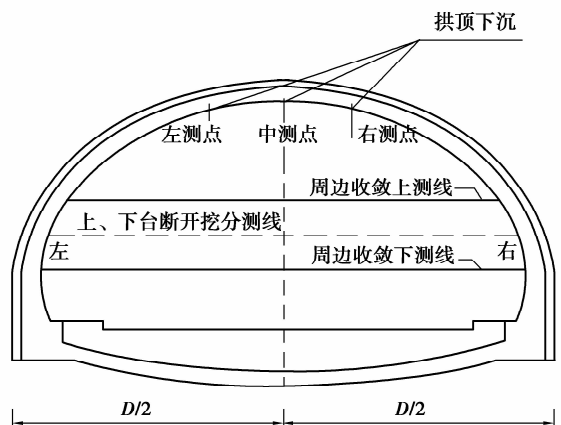 拱顶下沉
左测点
中测点
右测点
周边收敛上测线
上、下台断开挖分测线
左
右
周边收敛下测线
D/2
D/2